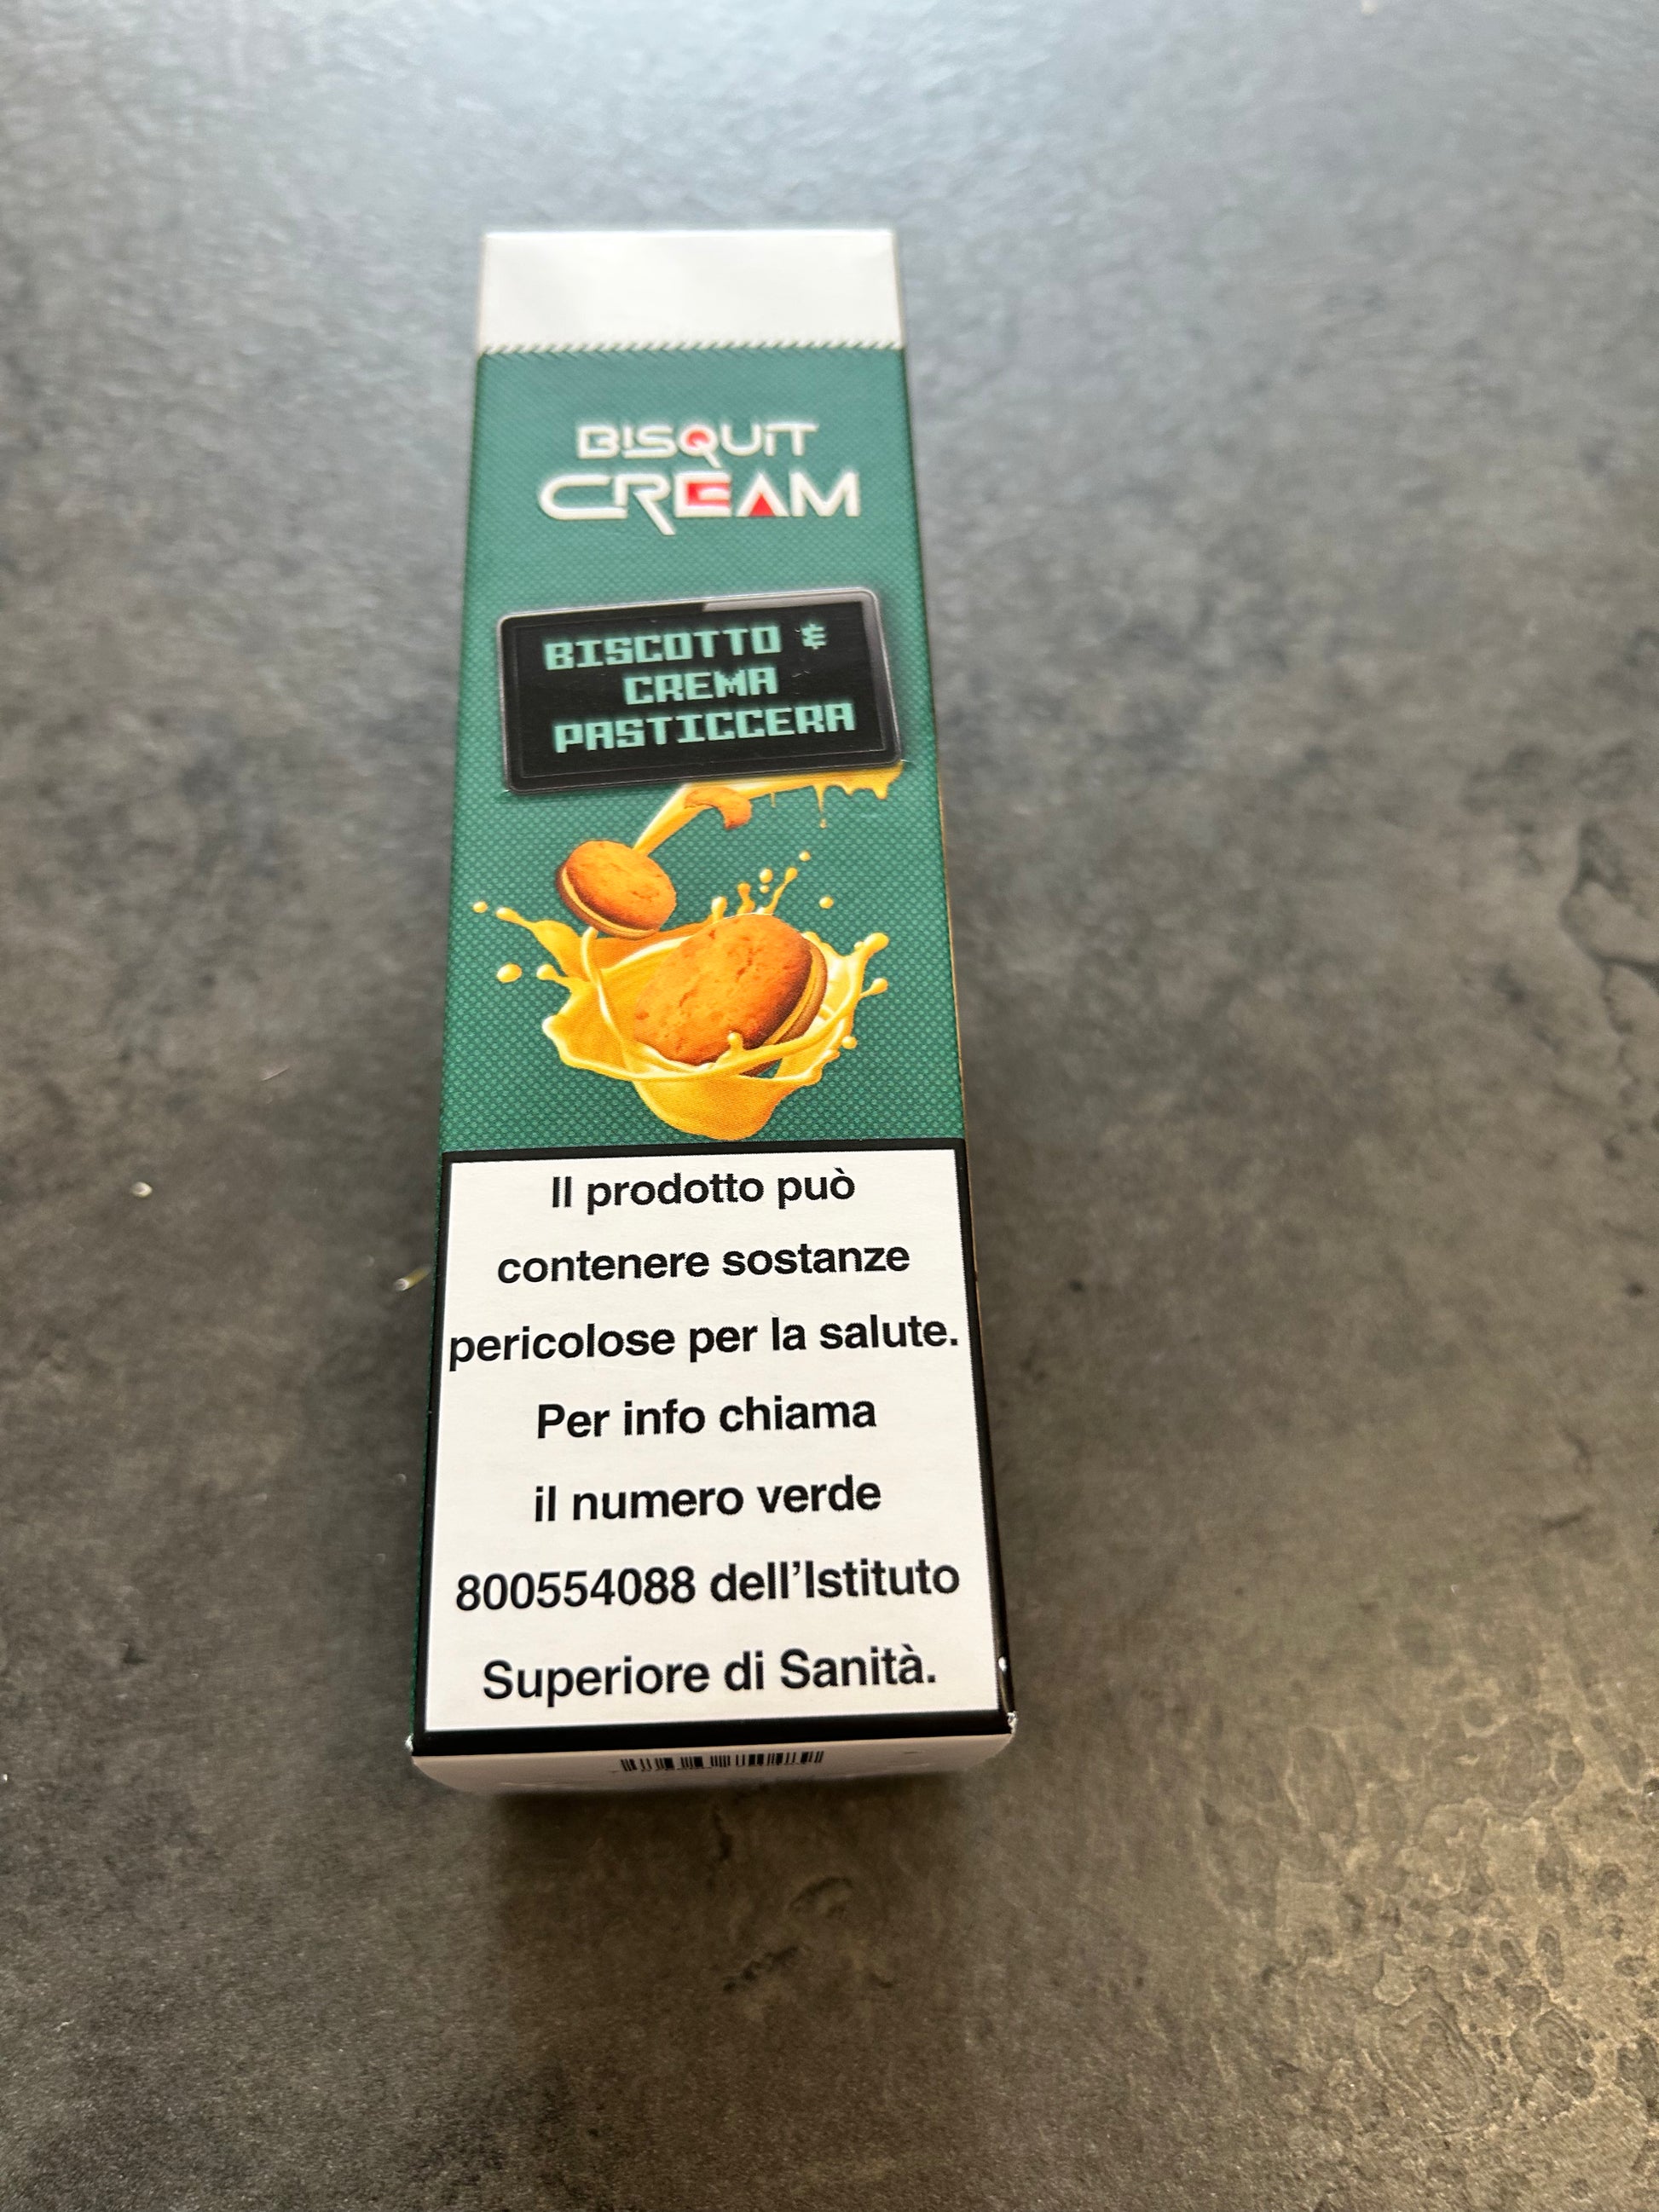 BISQUIT
CREAM
BISCOTTO &
CREMA
PASTICCERA
Il prodotto può
contenere sostanze
pericolose per la salute.
Per info chiama
il numero verde
800554088 dell’Istituto
Superiore di Sanità.